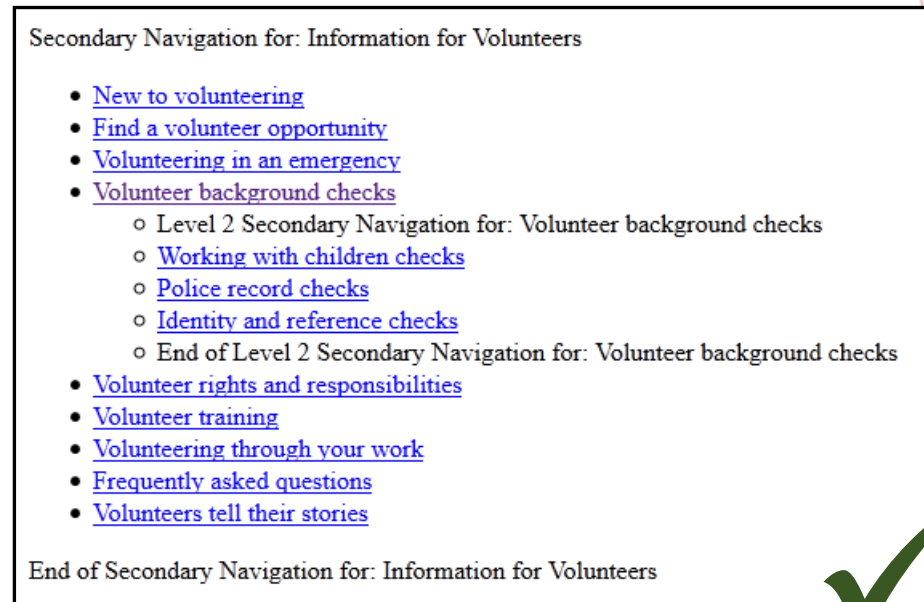 Secondary Navigation for: Information for Volunteers
New to volunteering
Find a volunteer opportunity
Volunteering in an emergency
Volunteer background checks
Level 2 Secondary Navigation for: Volunteer background checks
Working with children checks
Police record checks
Identity and reference checks
End of Level 2 Secondary Navigation for: Volunteer background checks
Volunteer rights and responsibilities
Volunteer training
Volunteering through your work
Frequently asked questions
Volunteers tell their stories
End of Secondary Navigation for: Information for Volunteers